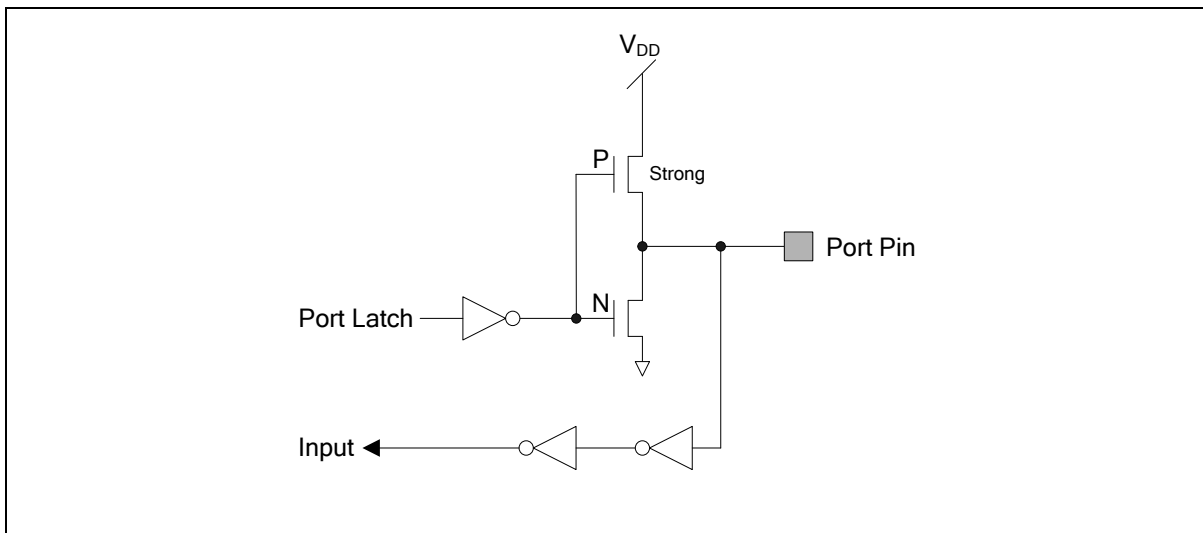 VDD
P
Strong
Port Pin
N
Port Latch
Input